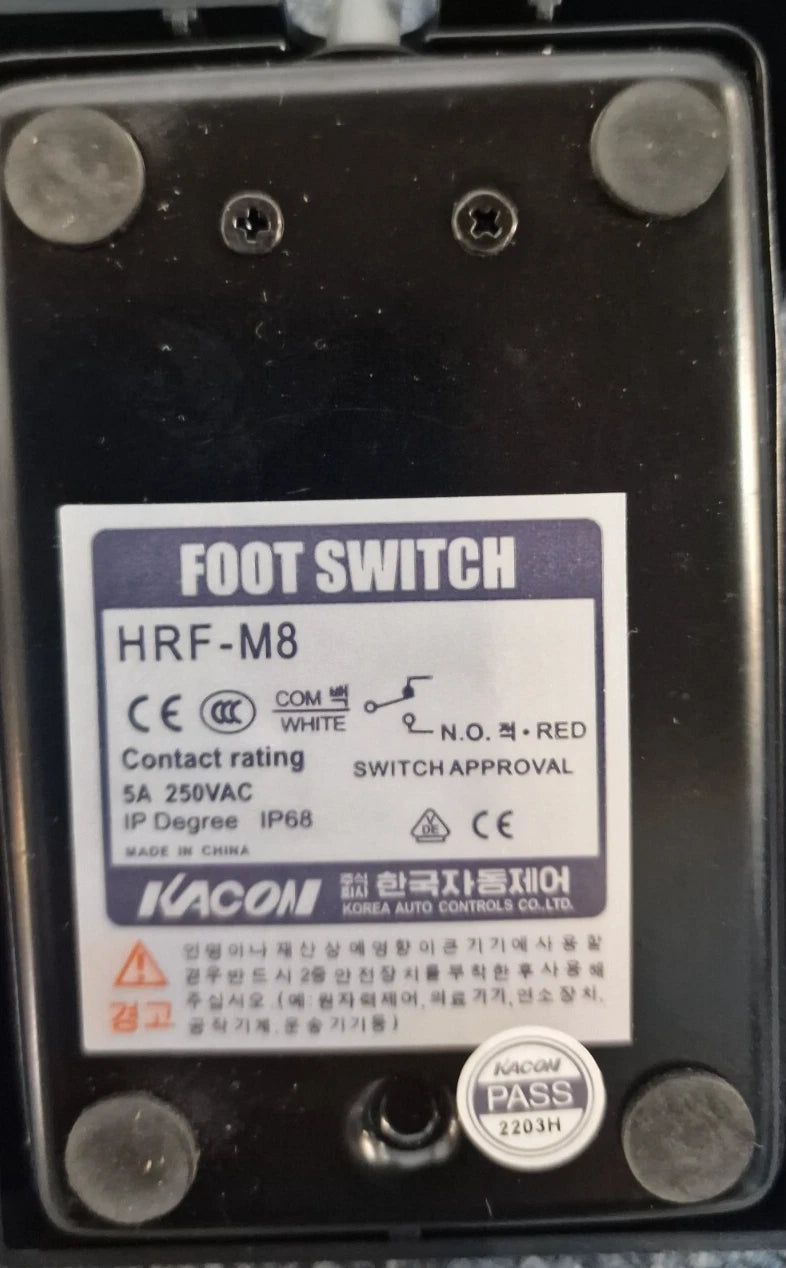 FOOT SWITCH
HRF-M8
CE CCC COM 백 WHITE
N.O. 적·RED
Contact rating
SWITCH APPROVAL
5A 250VAC
IP Degree IP68
VDE CE
MADE IN CHINA
KACON 주식회사 한국자동제어
KOREA AUTO CONTROLS CO.,LTD.
인명이나 재산상에 영향이 큰 기기에 사용할
경우 반드시 2중 안전장치를 부착한 후 사용해
주십시오.(예:원자력제어,의료기기,연소장치,
경고
공작기계,운송기기등)
KACON
PASS
2203H